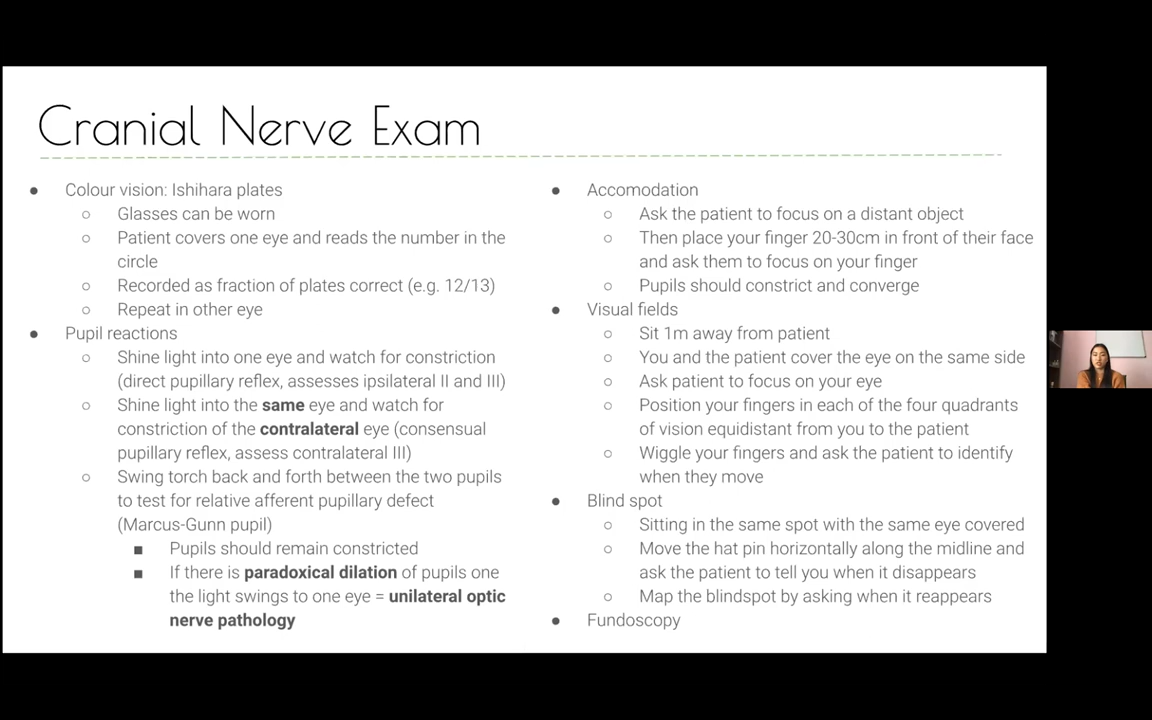 Cranial Nerve Exam
● Colour vision: Ishihara plates
○ Glasses can be worn
○ Patient covers one eye and reads the number in the
circle
○ Recorded as fraction of plates correct (e.g. 12/13)
○ Repeat in other eye
● Pupil reactions
○ Shine light into one eye and watch for constriction
(direct pupillary reflex, assesses ipsilateral II and III)
○ Shine light into the same eye and watch for
constriction of the contralateral eye (consensual
pupillary reflex, assess contralateral III)
○ Swing torch back and forth between the two pupils
to test for relative afferent pupillary defect
(Marcus-Gunn pupil)
■ Pupils should remain constricted
■ If there is paradoxical dilation of pupils one
the light swings to one eye = unilateral optic
nerve pathology
● Accomodation
○ Ask the patient to focus on a distant object
○ Then place your finger 20-30cm in front of their face
and ask them to focus on your finger
○ Pupils should constrict and converge
● Visual fields
○ Sit 1m away from patient
○ You and the patient cover the eye on the same side
○ Ask patient to focus on your eye
○ Position your fingers in each of the four quadrants
of vision equidistant from you to the patient
○ Wiggle your fingers and ask the patient to identify
when they move
● Blind spot
○ Sitting in the same spot with the same eye covered
○ Move the hat pin horizontally along the midline and
ask the patient to tell you when it disappears
○ Map the blindspot by asking when it reappears
● Fundoscopy